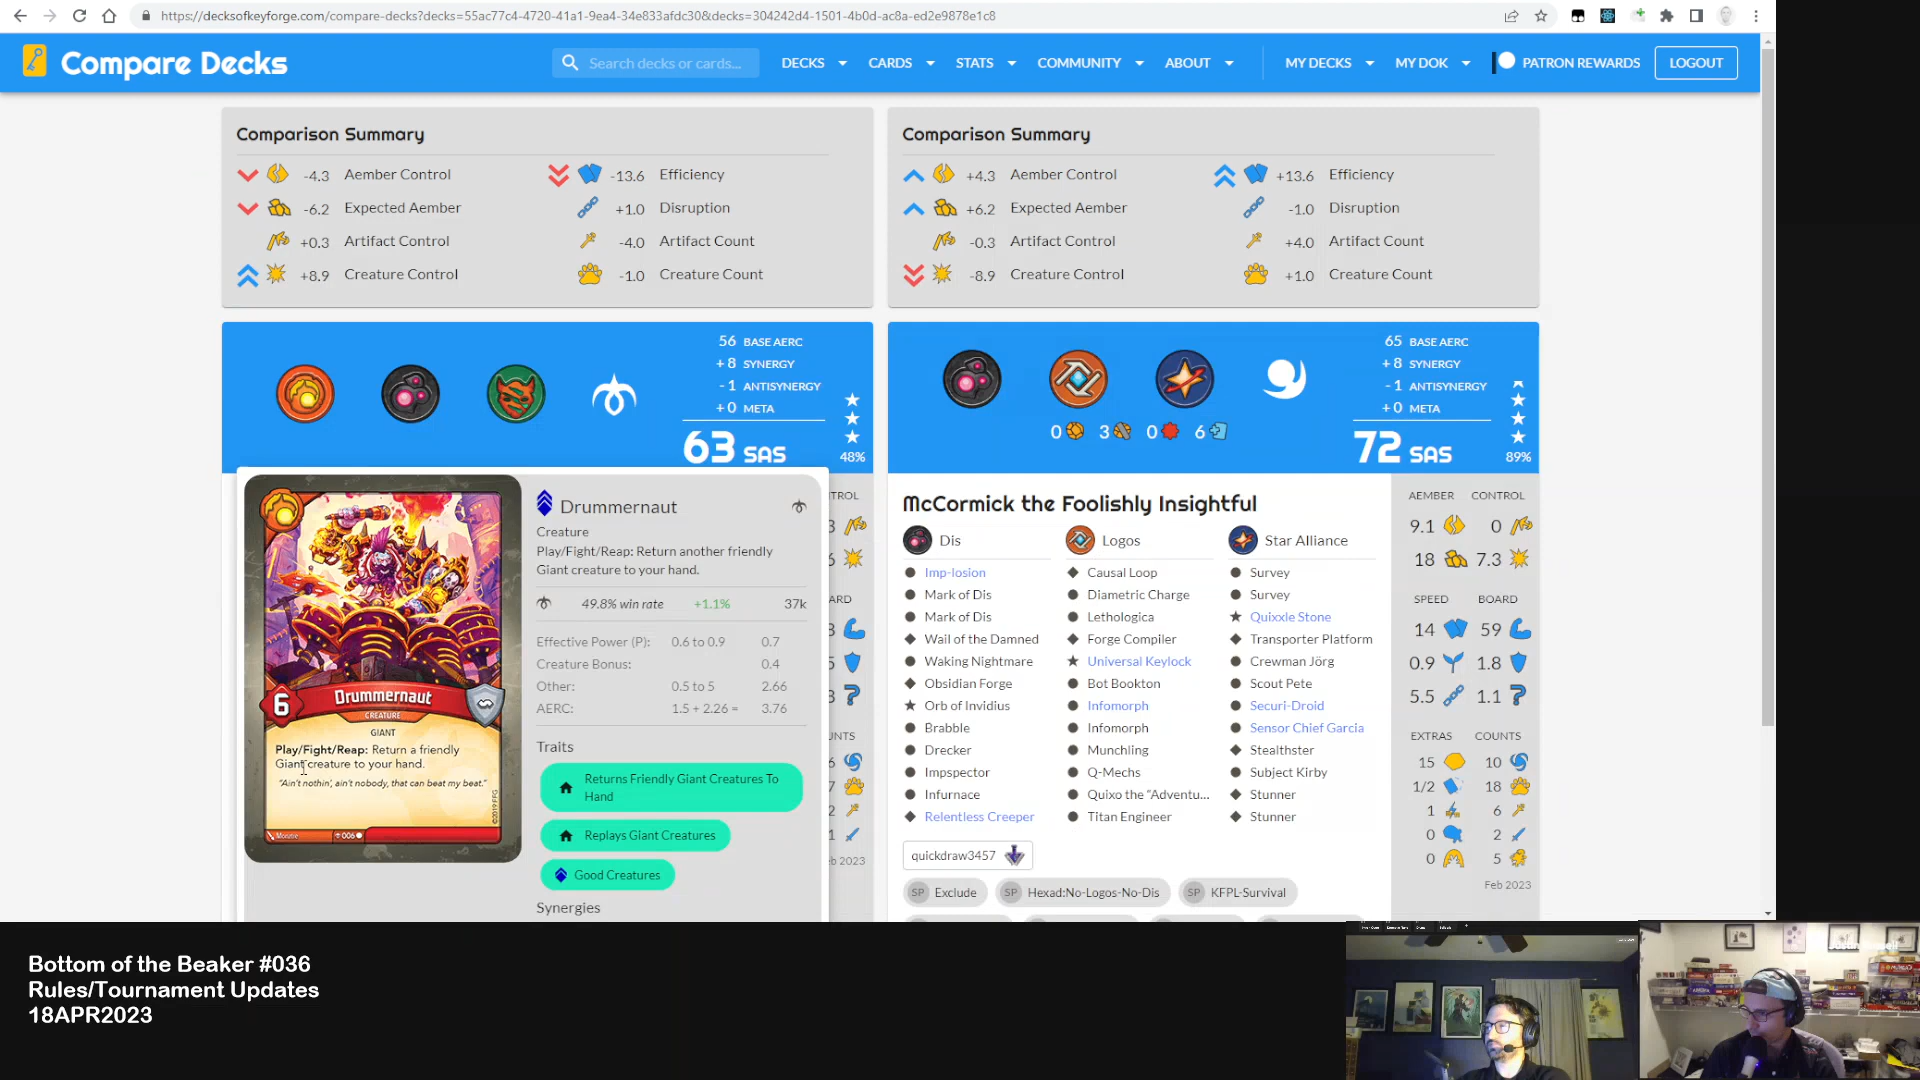 https://decksofkeyforge.com/compare-decks?decks=55ac77c4-4720-41a1-9ea4-34e833afdc30&decks=304242d4-1501-4b0d-ac8a-ed2e9878e1c8
Compare Decks
Search decks or cards...
DECKS
CARDS
STATS
COMMUNITY
ABOUT
MY DECKS
MY DOK
PATRON REWARDS
LOGOUT
Comparison Summary
-4.3 Aember Control
-13.6 Efficiency
-6.2 Expected Aember
+1.0 Disruption
+0.3 Artifact Control
-4.0 Artifact Count
+8.9 Creature Control
-1.0 Creature Count
Comparison Summary
+4.3 Aember Control
+13.6 Efficiency
+6.2 Expected Aember
-1.0 Disruption
-0.3 Artifact Control
+4.0 Artifact Count
-8.9 Creature Control
+1.0 Creature Count
56 BASE AERC
+8 SYNERGY
-1 ANTISYNERGY
+0 META
63 SAS
48%
65 BASE AERC
+8 SYNERGY
-1 ANTISYNERGY
+0 META
72 SAS
89%
0 3 0 6
Drummernaut
CREATURE
GIANT
6
Play/Fight/Reap: Return a friendly
Giant creature to your hand.
"Ain't nothin', ain't nobody, that can beat my beat."
006
Drummernaut
Creature
Play/Fight/Reap: Return another friendly
Giant creature to your hand.
49.8% win rate +1.1% 37k
Effective Power (P): 0.6 to 0.9 0.7
Creature Bonus: 0.4
Other: 0.5 to 5 2.66
AERC: 1.5 + 2.26 = 3.76
Traits
Returns Friendly Giant Creatures To
Hand
Replays Giant Creatures
Good Creatures
Synergies
McCormick the Foolishly Insightful
Dis
Imp-losion
Mark of Dis
Mark of Dis
Wail of the Damned
Waking Nightmare
Obsidian Forge
Orb of Invidius
Brabble
Drecker
Impspector
Infurnace
Relentless Creeper
Logos
Causal Loop
Diametric Charge
Lethologica
Forge Compiler
Universal Keylock
Bot Bookton
Infomorph
Infomorph
Munchling
Q-Mechs
Quixo the "Adventu...
Titan Engineer
Star Alliance
Survey
Survey
Quixxle Stone
Transporter Platform
Crewman Jörg
Scout Pete
Securi-Droid
Sensor Chief Garcia
Stealthster
Subject Kirby
Stunner
Stunner
quickdraw3457
SP Exclude
SP Hexad:No-Logos-No-Dis
SP KFPL-Survival
AEMBER CONTROL
9.1 0
18 7.3
SPEED BOARD
14 59
0.9 1.8
5.5 1.1
EXTRAS COUNTS
15 10
1/2 18
1 6
0 2
0 5
Feb 2023
Bottom of the Beaker #036
Rules/Tournament Updates
18APR2023